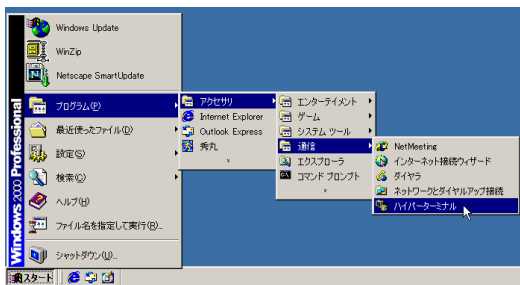 Windows 2000 Professional
Windows Update
WinZip
Netscape SmartUpdate
プログラム(P)
最近使ったファイル(D)
設定(S)
検索(C)
ヘルプ(H)
ファイル名を指定して実行(R)...
シャットダウン(U)...
スタート
アクセサリ
Internet Explorer
Outlook Express
秀丸
エンターテイメント
ゲーム
システム ツール
通信
エクスプローラ
コマンド プロンプト
NetMeeting
インターネット接続ウィザード
ダイヤラ
ネットワークとダイヤルアップ接続
ハイパーターミナル